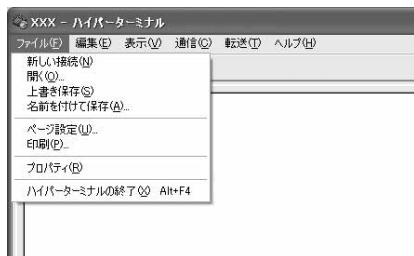 XXX - ハイパーターミナル
ファイル(F) 編集(E) 表示(V) 通信(C) 転送(T) ヘルプ(H)
新しい接続(N)
開く(O)...
上書き保存(S)
名前を付けて保存(A)...
ページ設定(U)...
印刷(P)...
プロパティ(R)
ハイパーターミナルの終了(X) Alt+F4